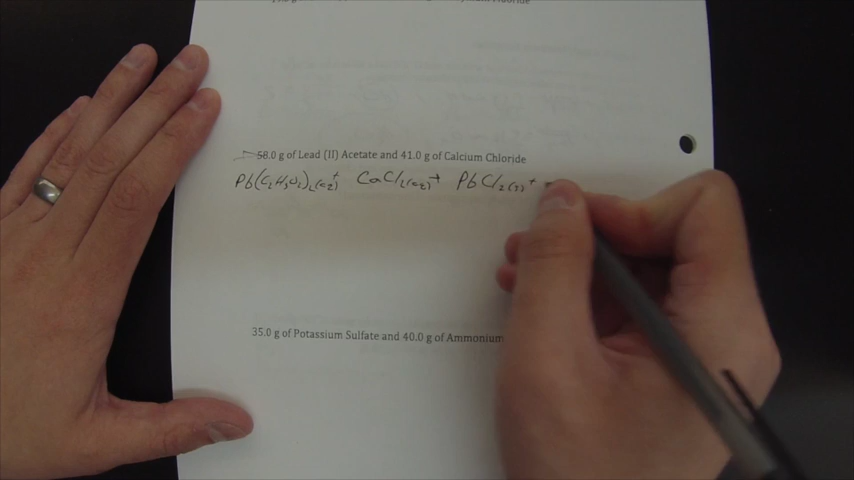 58.0 g of Lead (II) Acetate and 41.0 g of Calcium Chloride
Pb(C₂H₃O₂)₂(aq) + CaCl₂(aq) → PbCl₂(s) +
35.0 g of Potassium Sulfate and 40.0 g of Ammonium